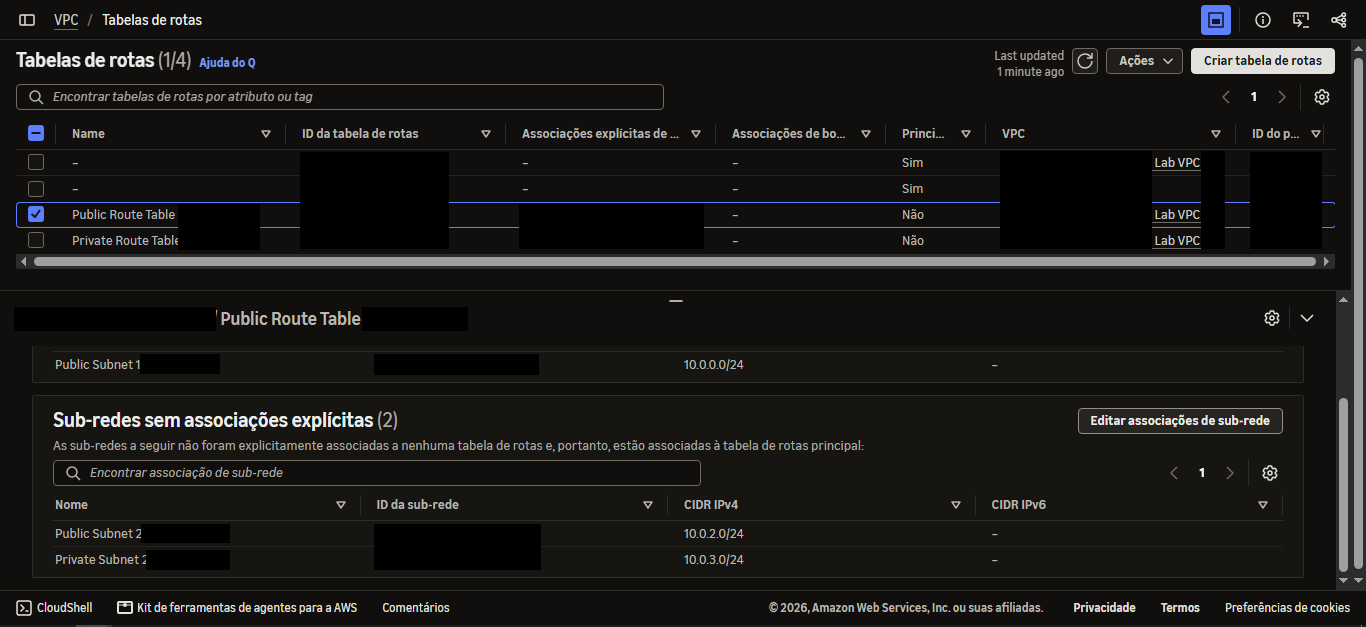 VPC / Tabelas de rotas
Tabelas de rotas (1/4) Ajuda do Q
Last updated
1 minute ago
Ações
Criar tabela de rotas
Encontrar tabelas de rotas por atributo ou tag
1
Name ID da tabela de rotas Associações explícitas de ... Associações de bo... Princi... VPC ID do p...
– – – Sim Lab VPC
– – – Sim
Public Route Table – Não Lab VPC
Private Route Table – Não Lab VPC
/ Public Route Table
Public Subnet 1 10.0.0.0/24 –
Sub-redes sem associações explícitas (2)
Editar associações de sub-rede
As sub-redes a seguir não foram explicitamente associadas a nenhuma tabela de rotas e, portanto, estão associadas à tabela de rotas principal:
Encontrar associação de sub-rede
1
Nome ID da sub-rede CIDR IPv4 CIDR IPv6
Public Subnet 2 10.0.2.0/24 –
Private Subnet 2 10.0.3.0/24 –
CloudShell Kit de ferramentas de agentes para a AWS Comentários © 2026, Amazon Web Services, Inc. ou suas afiliadas. Privacidade Termos Preferências de cookies